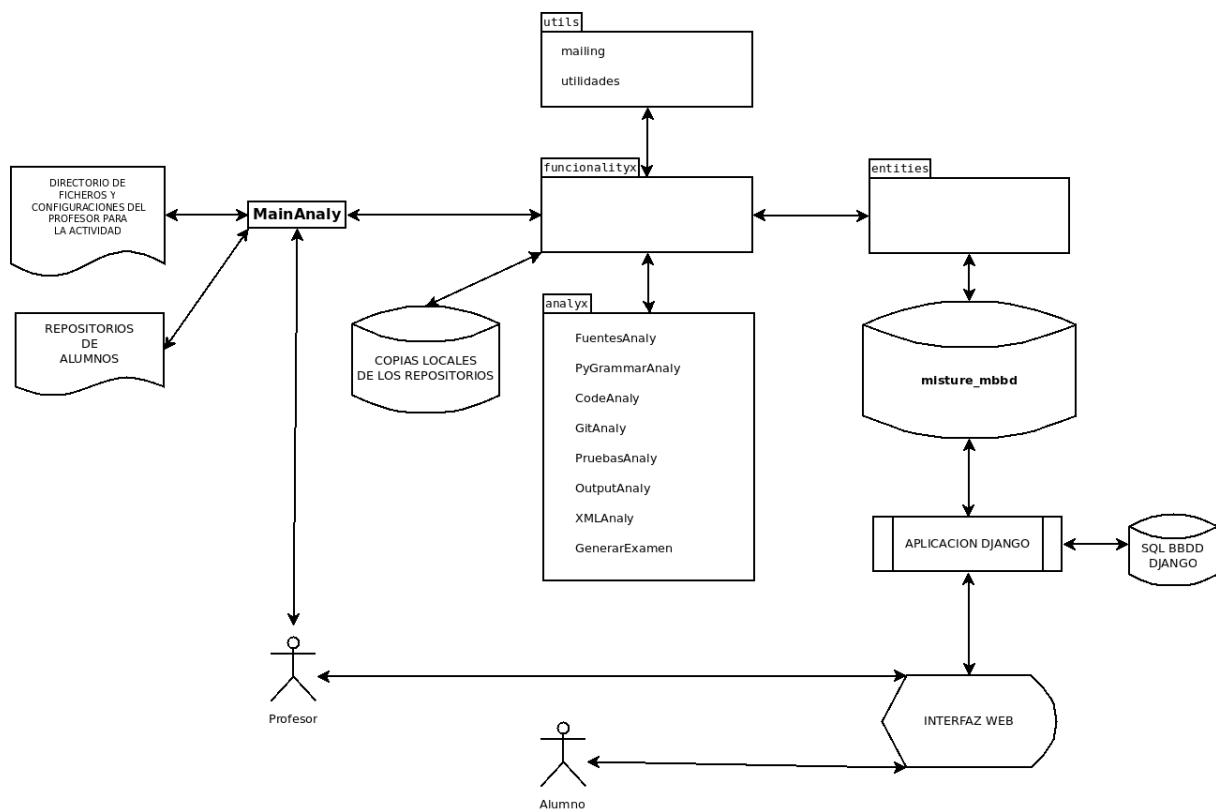 utils
mailing
utilidades
funcionalityx
entities
DIRECTORIO DE
FICHEROS Y
CONFIGURACIONES DEL
PROFESOR PARA
LA ACTIVIDAD
MainAnaly
REPOSITORIOS
DE
ALUMNOS
COPIAS LOCALES
DE LOS REPOSITORIOS
analyx
FuentesAnaly
PyGrammarAnaly
CodeAnaly
GitAnaly
PruebasAnaly
OutputAnaly
XMLAnaly
GenerarExamen
misture_mbbd
APLICACION DJANGO
SQL BBDD
DJANGO
Profesor
INTERFAZ WEB
Alumno